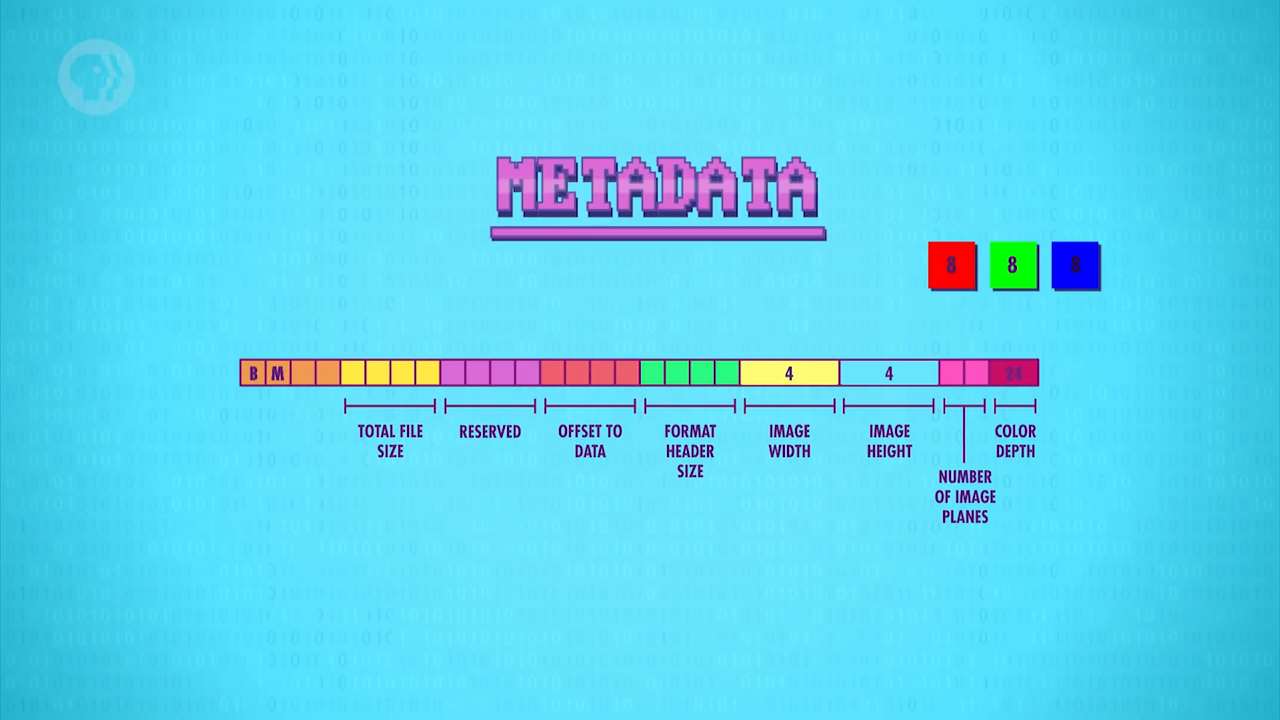 METADATA
8 8 8
B M 4 4 24
TOTAL FILE SIZE
RESERVED
OFFSET TO DATA
FORMAT HEADER SIZE
IMAGE WIDTH
IMAGE HEIGHT
NUMBER OF IMAGE PLANES
COLOR DEPTH